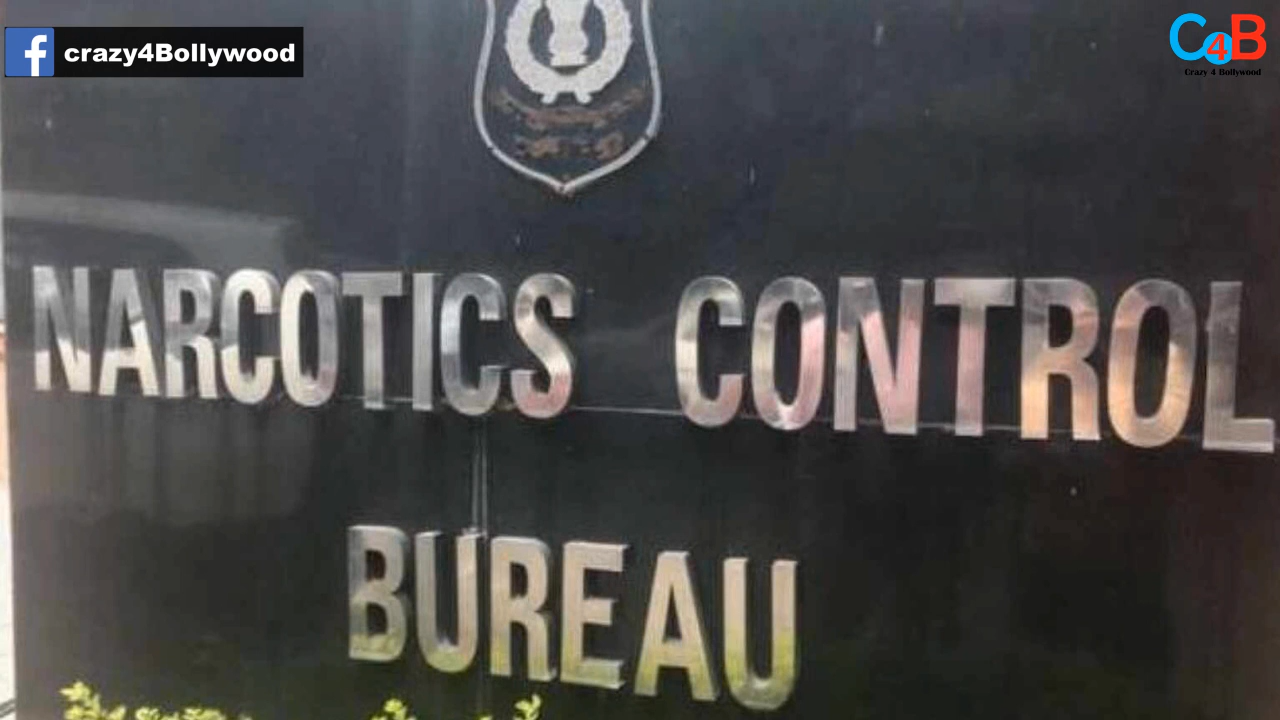 crazy4Bollywood
C4B
Crazy 4 Bollywood
NARCOTICS CONTROL
BUREAU